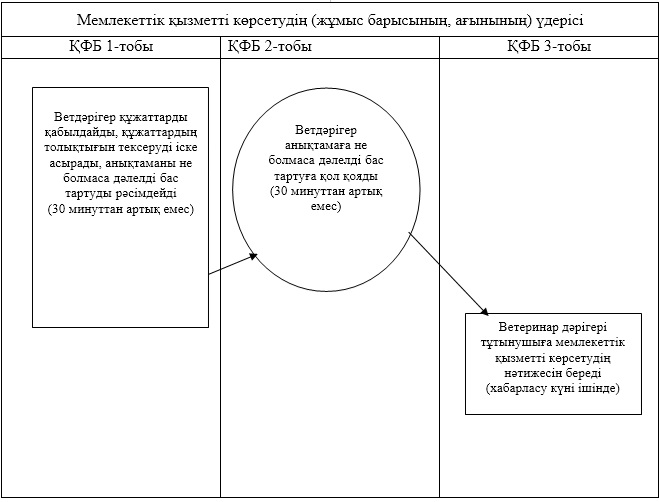 Мемлекеттік қызметті көрсетудің (жұмыс барысының, ағынының) үдерісі
ҚФБ 1-тобы
ҚФБ 2-тобы
ҚФБ 3-тобы
Ветдәрігер құжаттарды
қабылдайды, құжаттардың
толықтығын тексеруді іске
асырады, анықтаманы не
болмаса дәлелді бас
тартуды рәсімдейді
(30 минуттан артық емес)
Ветдәрігер
анықтамаға не
болмаса дәлелді бас
тартуға қол қояды
(30 минуттан артық
емес)
Ветеринар дәрігері
тұтынушыға мемлекеттік
қызметті көрсетудің
нәтижесін береді
(хабарласу күні ішінде)